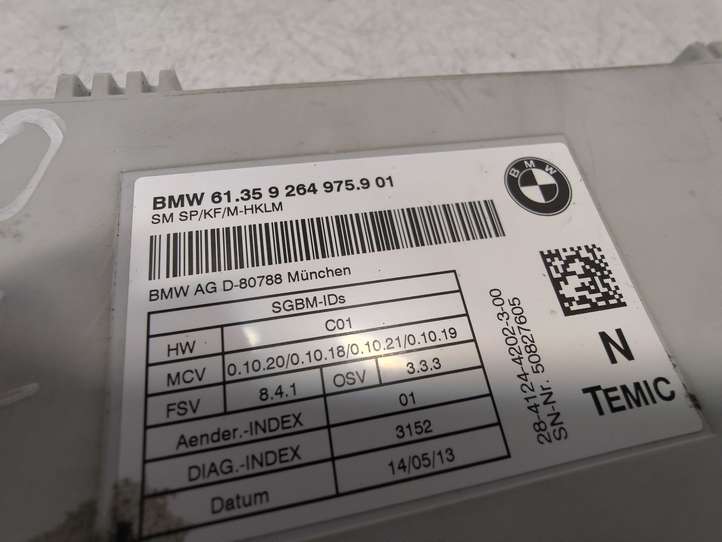 BMW 61.35 9 264 975.9 01
SM SP/KF/M-HKLM
BMW AG D-80788 München
SGBM-IDs
HW C01
MCV 0.10.20/0.10.18/0.10.21/0.10.19
FSV 8.4.1 OSV 3.3.3
Aender.-INDEX 01
DIAG.-INDEX 3152
Datum 14/05/13
28-4124-4202-3-00
SN-Nr. 50827605
BMW
N
TEMIC